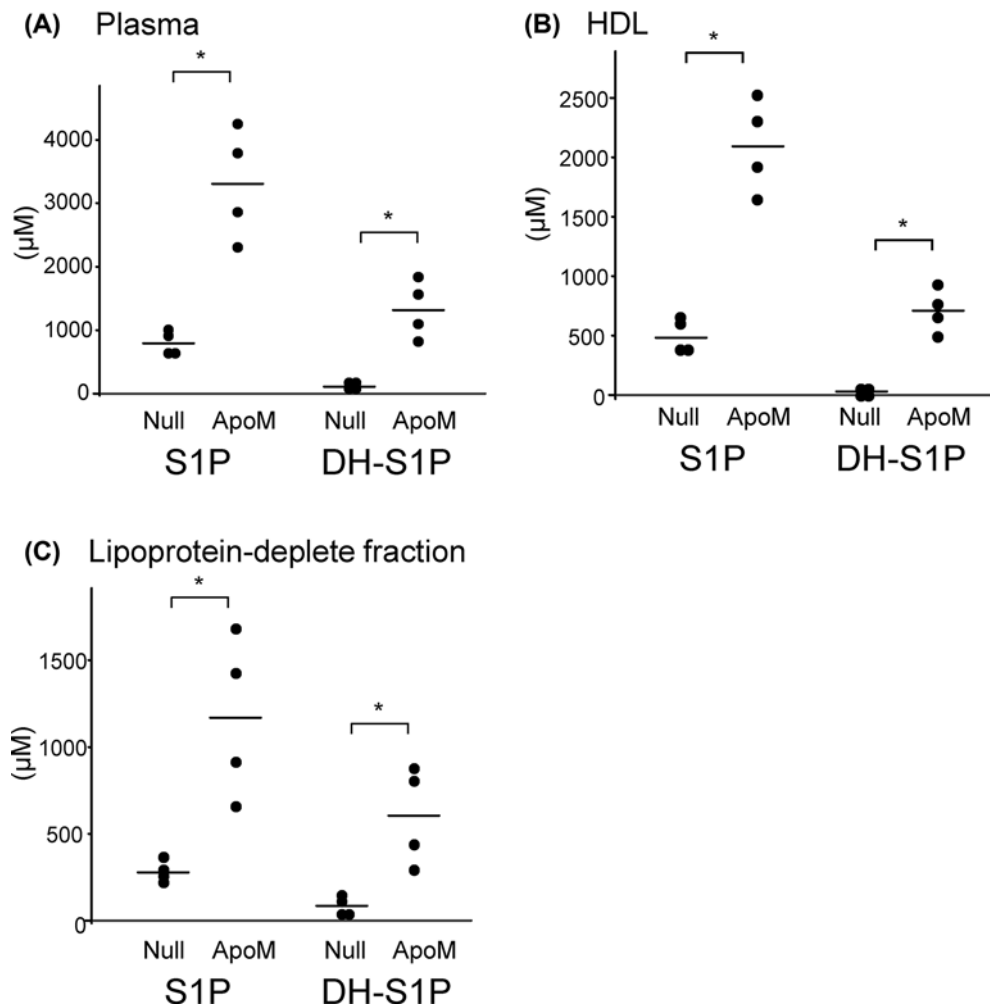 (A) Plasma
*
4000
3000
(µM)
*
2000
1000
0
Null ApoM Null ApoM
S1P DH-S1P
(B) HDL
*
2500
2000
(µM)
1500
*
1000
500
0
Null ApoM Null ApoM
S1P DH-S1P
(C) Lipoprotein-deplete fraction
*
1500
*
(µM)
1000
500
0
Null ApoM Null ApoM
S1P DH-S1P